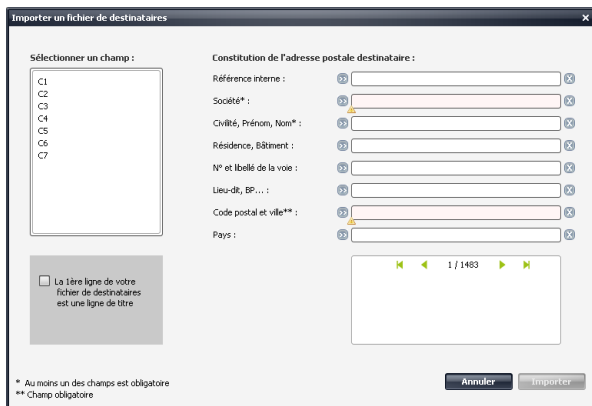 Importer un fichier de destinataires
Sélectionner un champ :
C1
C2
C3
C4
C5
C6
C7
La 1ère ligne de votre
fichier de destinataires
est une ligne de titre
Constitution de l'adresse postale destinataire :
Référence interne :
Société* :
Civilité, Prénom, Nom* :
Résidence, Bâtiment :
N° et libellé de la voie :
Lieu-dit, BP... :
Code postal et ville** :
Pays :
1 / 1483
* Au moins un des champs est obligatoire
** Champ obligatoire
Annuler
Importer